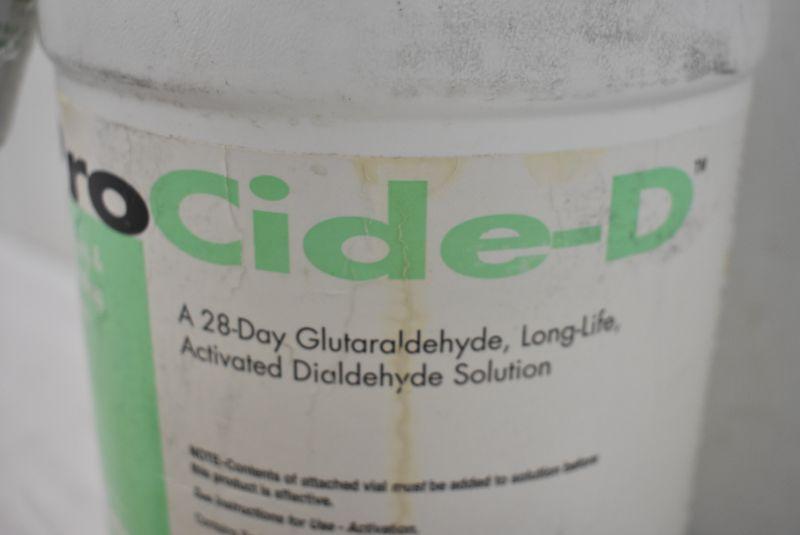 ProCide-D™
A 28-Day Glutaraldehyde, Long-Life,
Activated Dialdehyde Solution
NOTE-Contents of attached vial must be added to solution before
this product is effective.
See Instructions for Use - Activation.